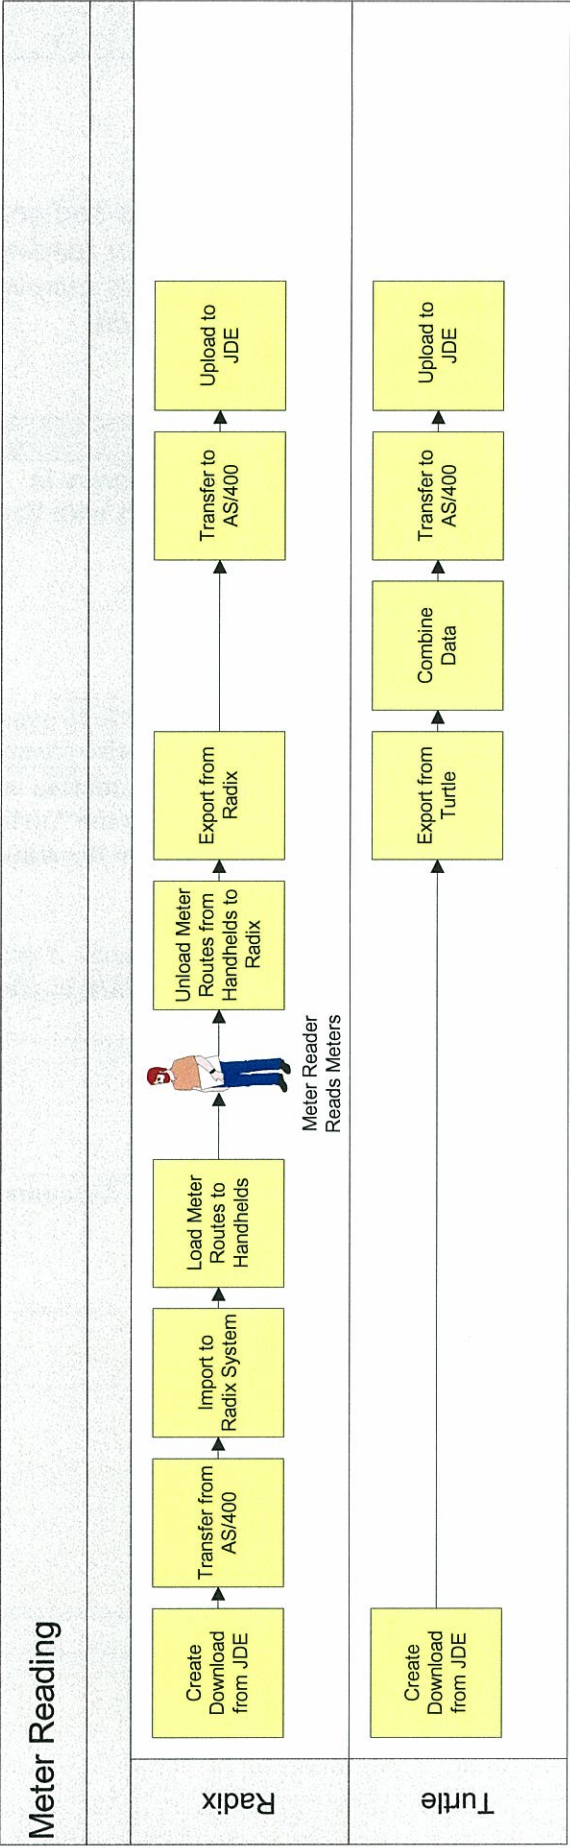 Meter Reading
Radix
Create
Download
from JDE
Transfer from
AS/400
Import to
Radix System
Load Meter
Routes to
Handhelds
Meter Reader
Reads Meters
Unload Meter
Routes from
Handhelds to
Radix
Export from
Radix
Transfer to
AS/400
Upload to
JDE
Turtle
Create
Download
from JDE
Export from
Turtle
Combine
Data
Transfer to
AS/400
Upload to
JDE